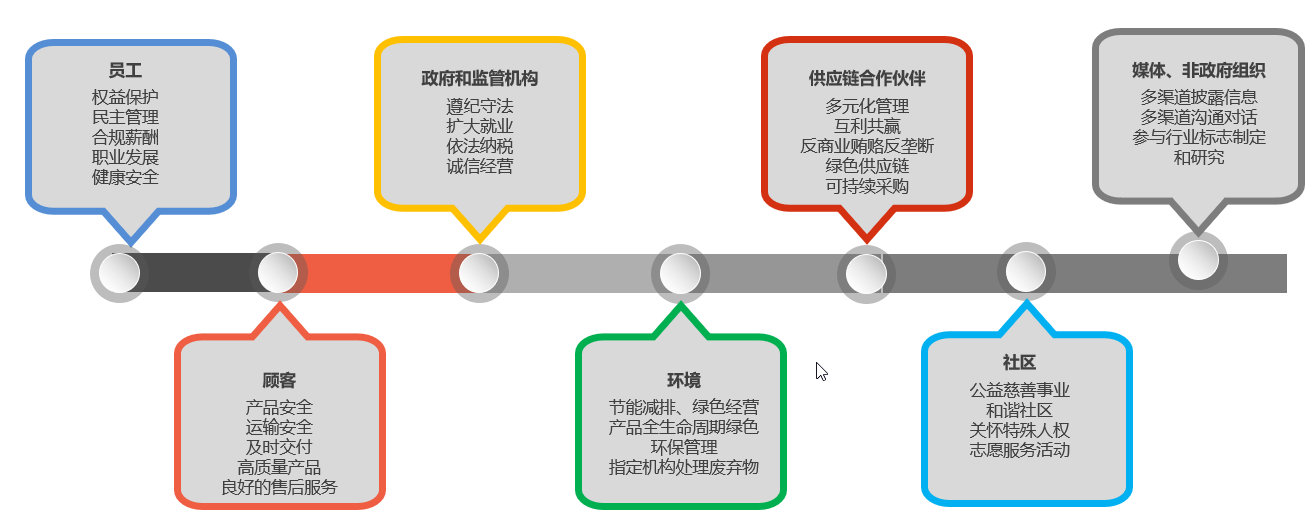 员工
权益保护
民主管理
合规薪酬
职业发展
健康安全
政府和监管机构
遵纪守法
扩大就业
依法纳税
诚信经营
供应链合作伙伴
多元化管理
互利共赢
反商业贿赂反垄断
绿色供应链
可持续采购
媒体、非政府组织
多渠道披露信息
多渠道沟通对话
参与行业标志制定
和研究
顾客
产品安全
运输安全
及时交付
高质量产品
良好的售后服务
环境
节能减排、绿色经营
产品全生命周期绿色
环保管理
指定机构处理废弃物
社区
公益慈善事业
和谐社区
关怀特殊人权
志愿服务活动